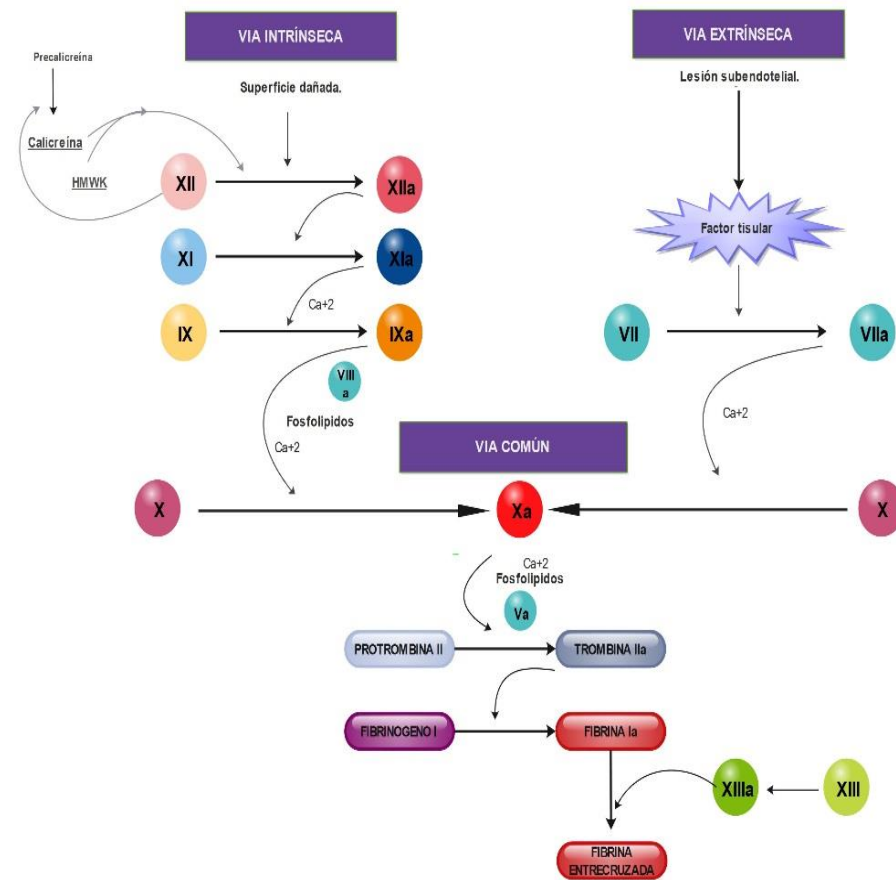 VIA INTRÍNSECA
VIA EXTRÍNSECA
Precalicreína
Superficie dañada.
Lesión subendotelial.
Calicreína
HMWK
XII
XIIa
Factor tisular
XI
XIa
Ca+2
IX
IXa
VII
VIIa
VIII
a
Fosfolipidos
Ca+2
Ca+2
VIA COMÚN
X
Xa
X
Ca+2
Fosfolipidos
Va
PROTROMBINA II
TROMBINA IIa
FIBRINOGENO I
FIBRINA Ia
XIIIa
XIII
FIBRINA
ENTRECRUZADA